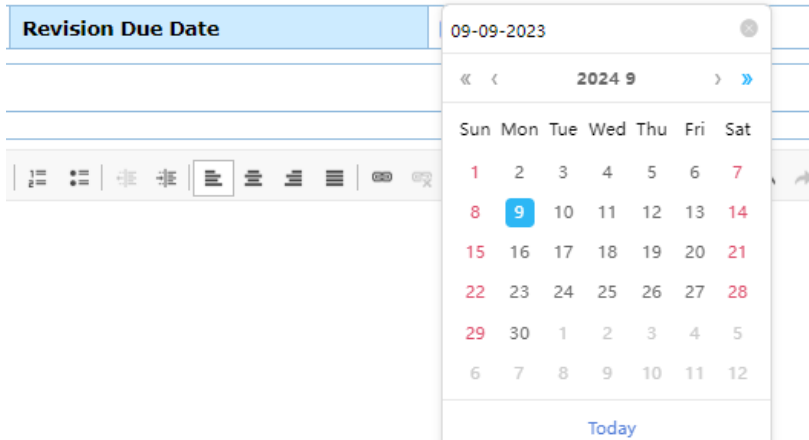 Revision Due Date
09-09-2023
« ‹ 2024 9 › »
Sun Mon Tue Wed Thu Fri Sat
1 2 3 4 5 6 7
8 9 10 11 12 13 14
15 16 17 18 19 20 21
22 23 24 25 26 27 28
29 30 1 2 3 4 5
6 7 8 9 10 11 12
Today